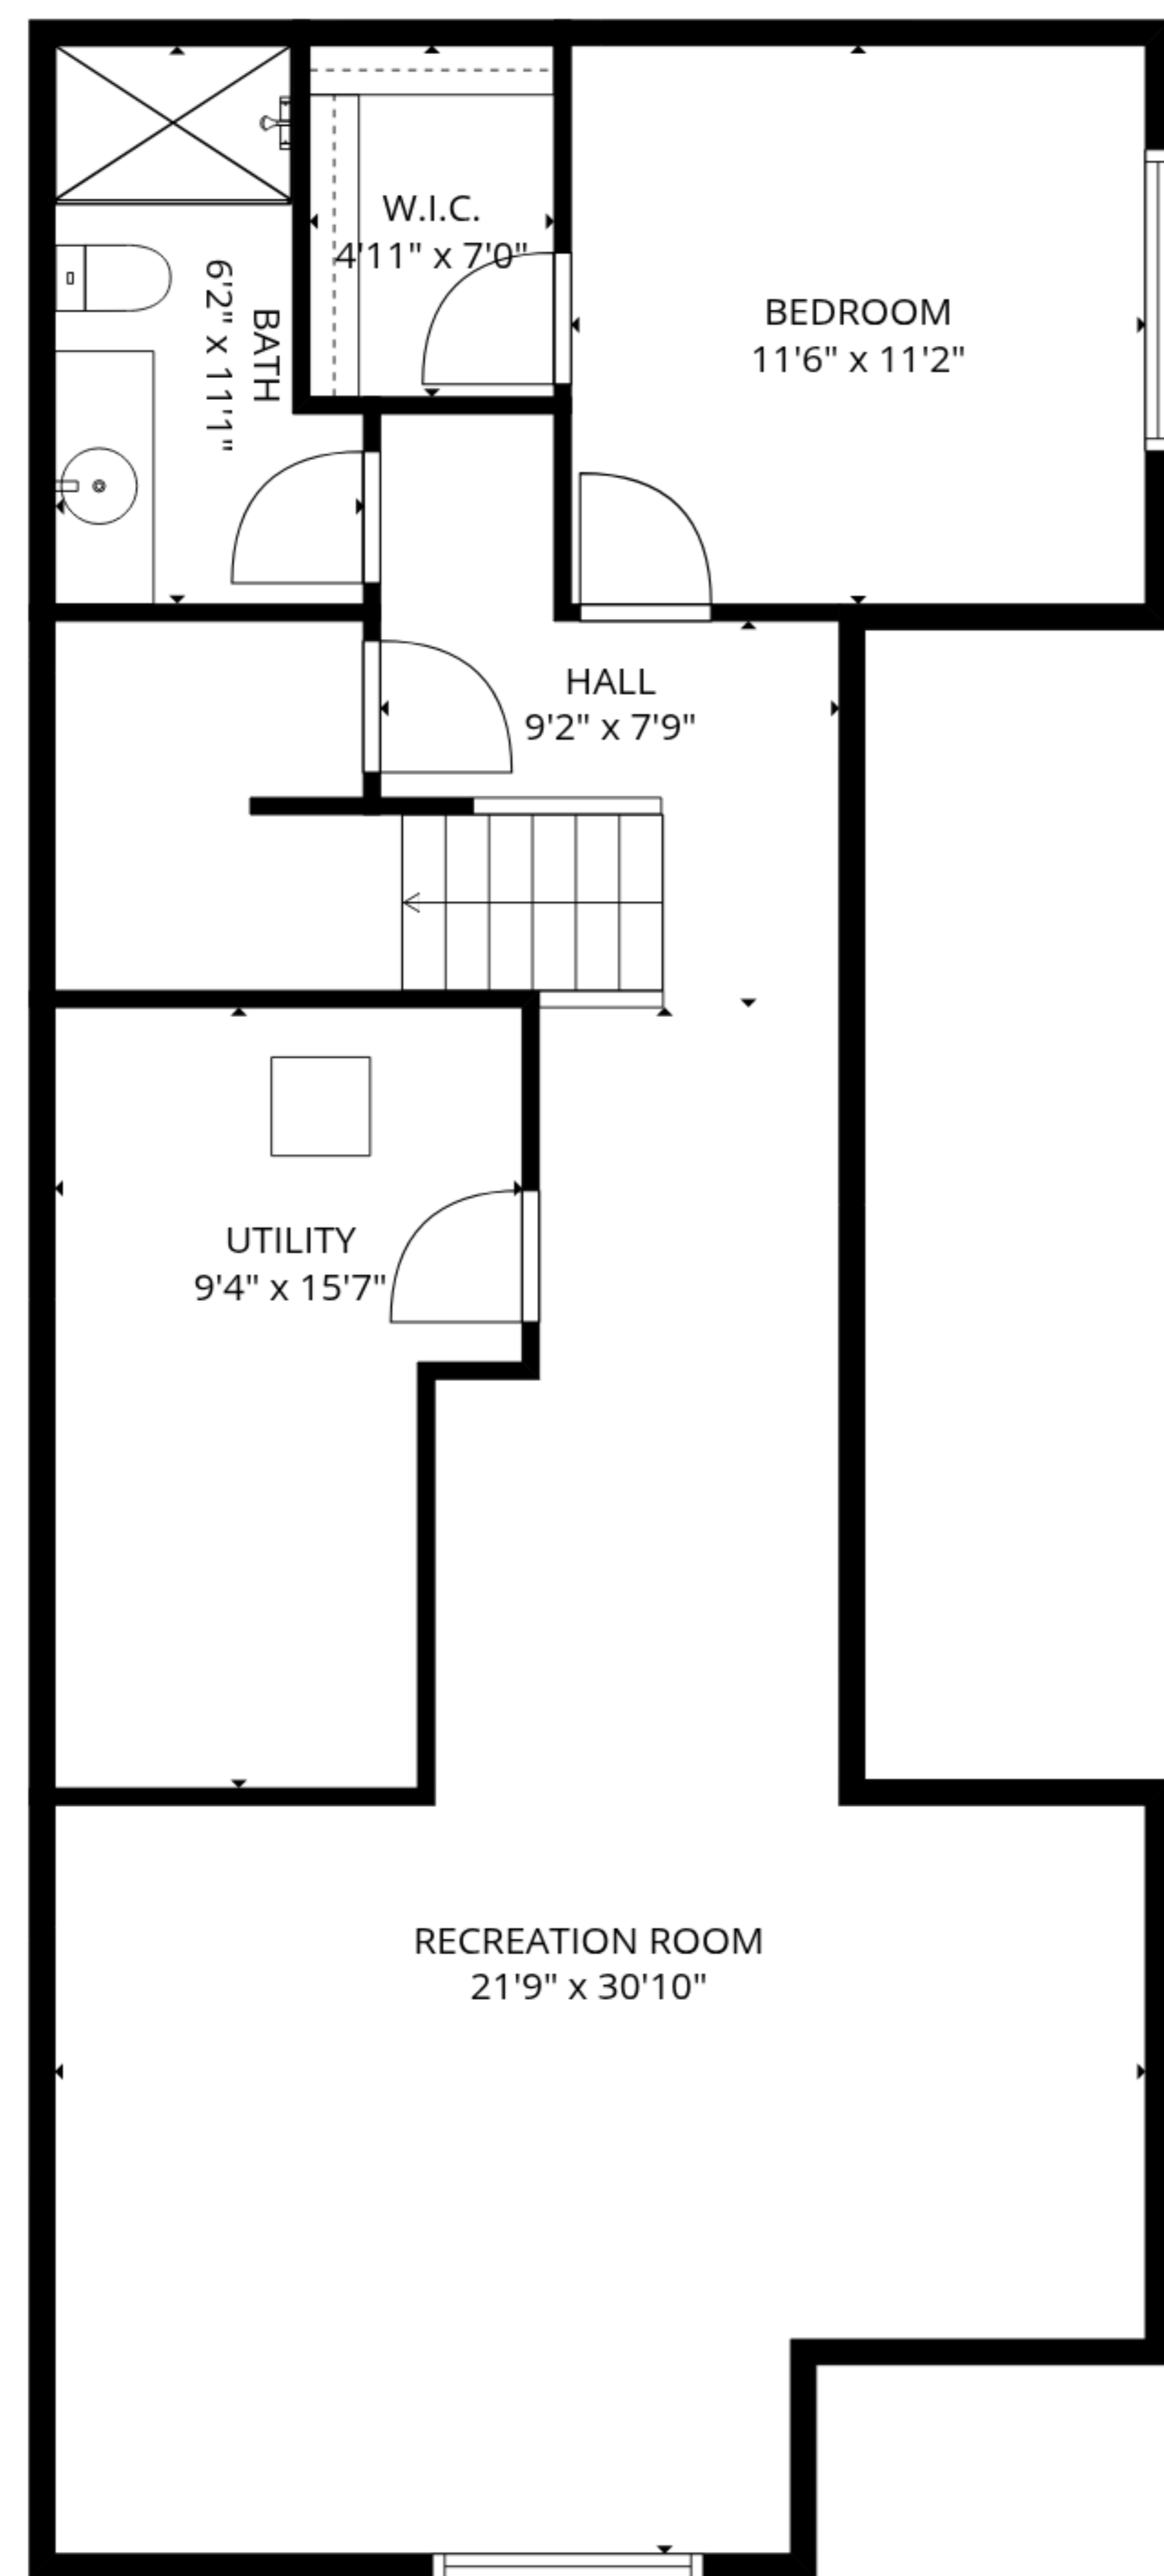 W.I.C.
4'11" x 7'0"
BATH
6'2" x 11'1"
BEDROOM
11'6" x 11'2"
HALL
9'2" x 7'9"
UTILITY
9'4" x 15'7"
RECREATION ROOM
21'9" x 30'10"